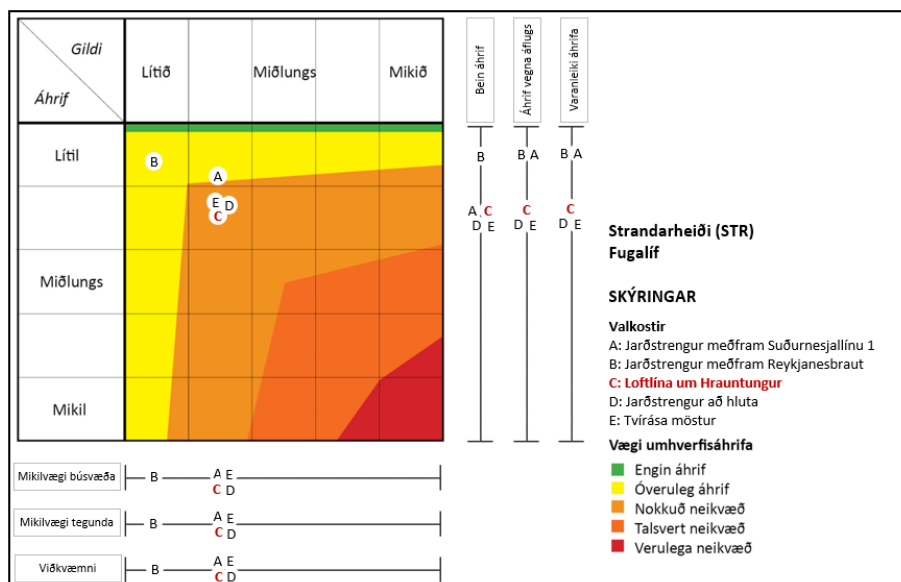 Gildi
Áhrif
Lítið
Miðlungs
Mikið
Bein áhrif
Áhrif vegna áflugs
Varanleiki áhrifa
Lítil
Miðlungs
Mikil
B
A
E D
C
B
A C
D E
B A
C
D E
B A
C
D E
Strandarheiði (STR)
Fugalíf
SKÝRINGAR
Valkostir
A: Jarðstrengur meðfram Suðurnesjallínu 1
B: Jarðstrengur meðfram Reykjanesbraut
C: Loftlína um Hrauntungur
D: Jarðstrengur að hluta
E: Tvírása möstur
Vægi umhverfisáhrifa
Engin áhrif
Óveruleg áhrif
Nokkuð neikvæð
Talsvert neikvæð
Verulega neikvæð
Mikilvægi búsvæða
B
A E
C D
Mikilvægi tegunda
B
A E
C D
Viðkvæmni
B
A E
C D